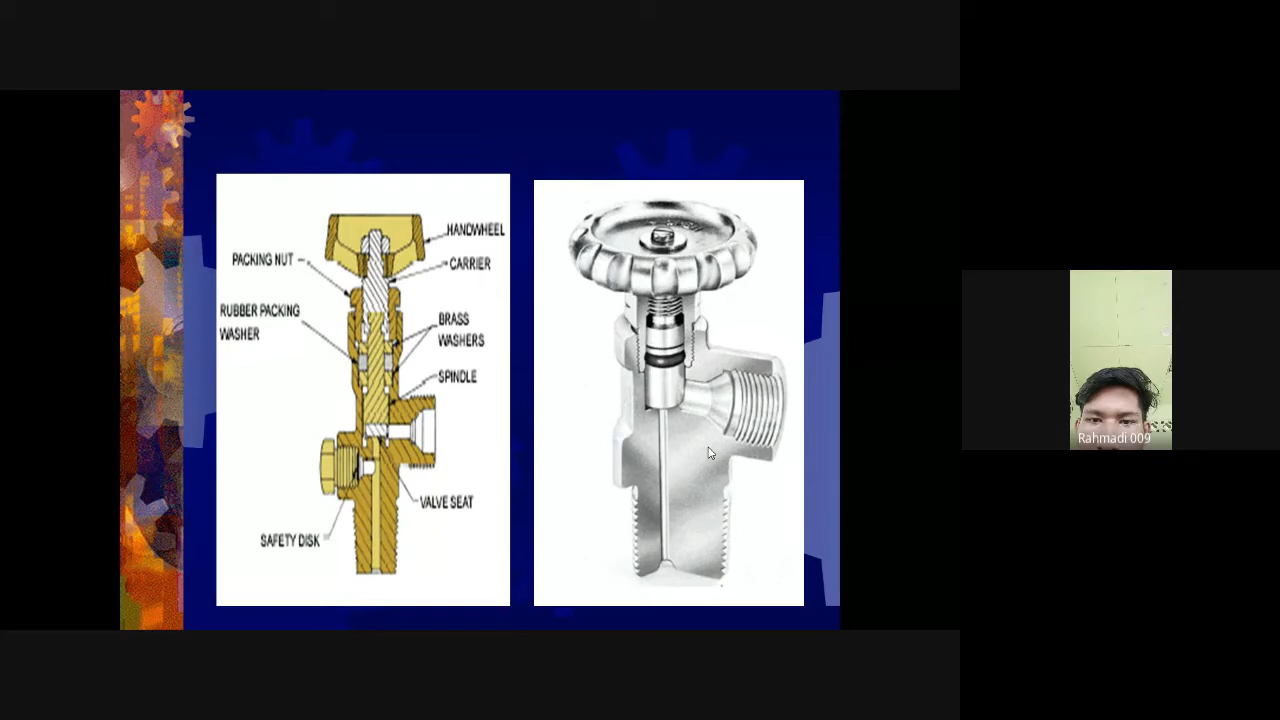 HANDWHEEL
PACKING NUT
CARRIER
RUBBER PACKING
WASHER
BRASS
WASHERS
SPINDLE
VALVE SEAT
SAFETY DISK
Rahmadi 009